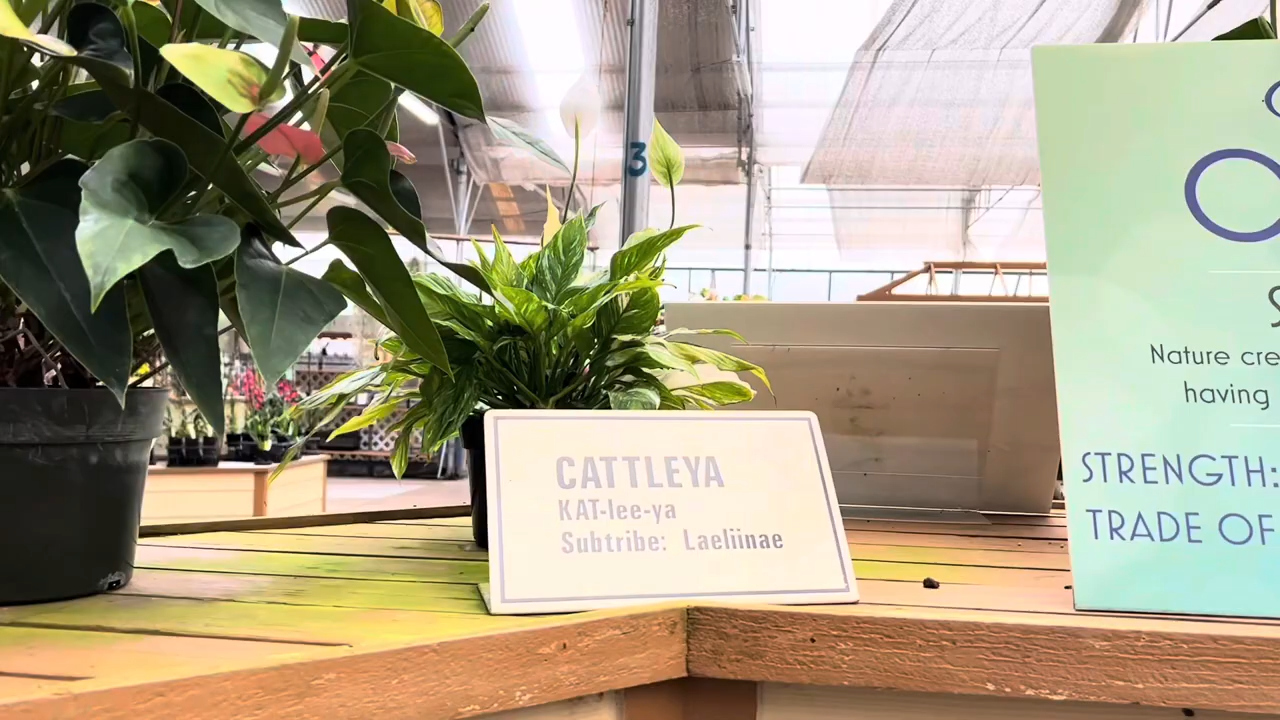 3
CATTLEYA
KAT-lee-ya
Subtribe: Laeliinae
O
Nature cre
having
STRENGTH:
TRADE OF